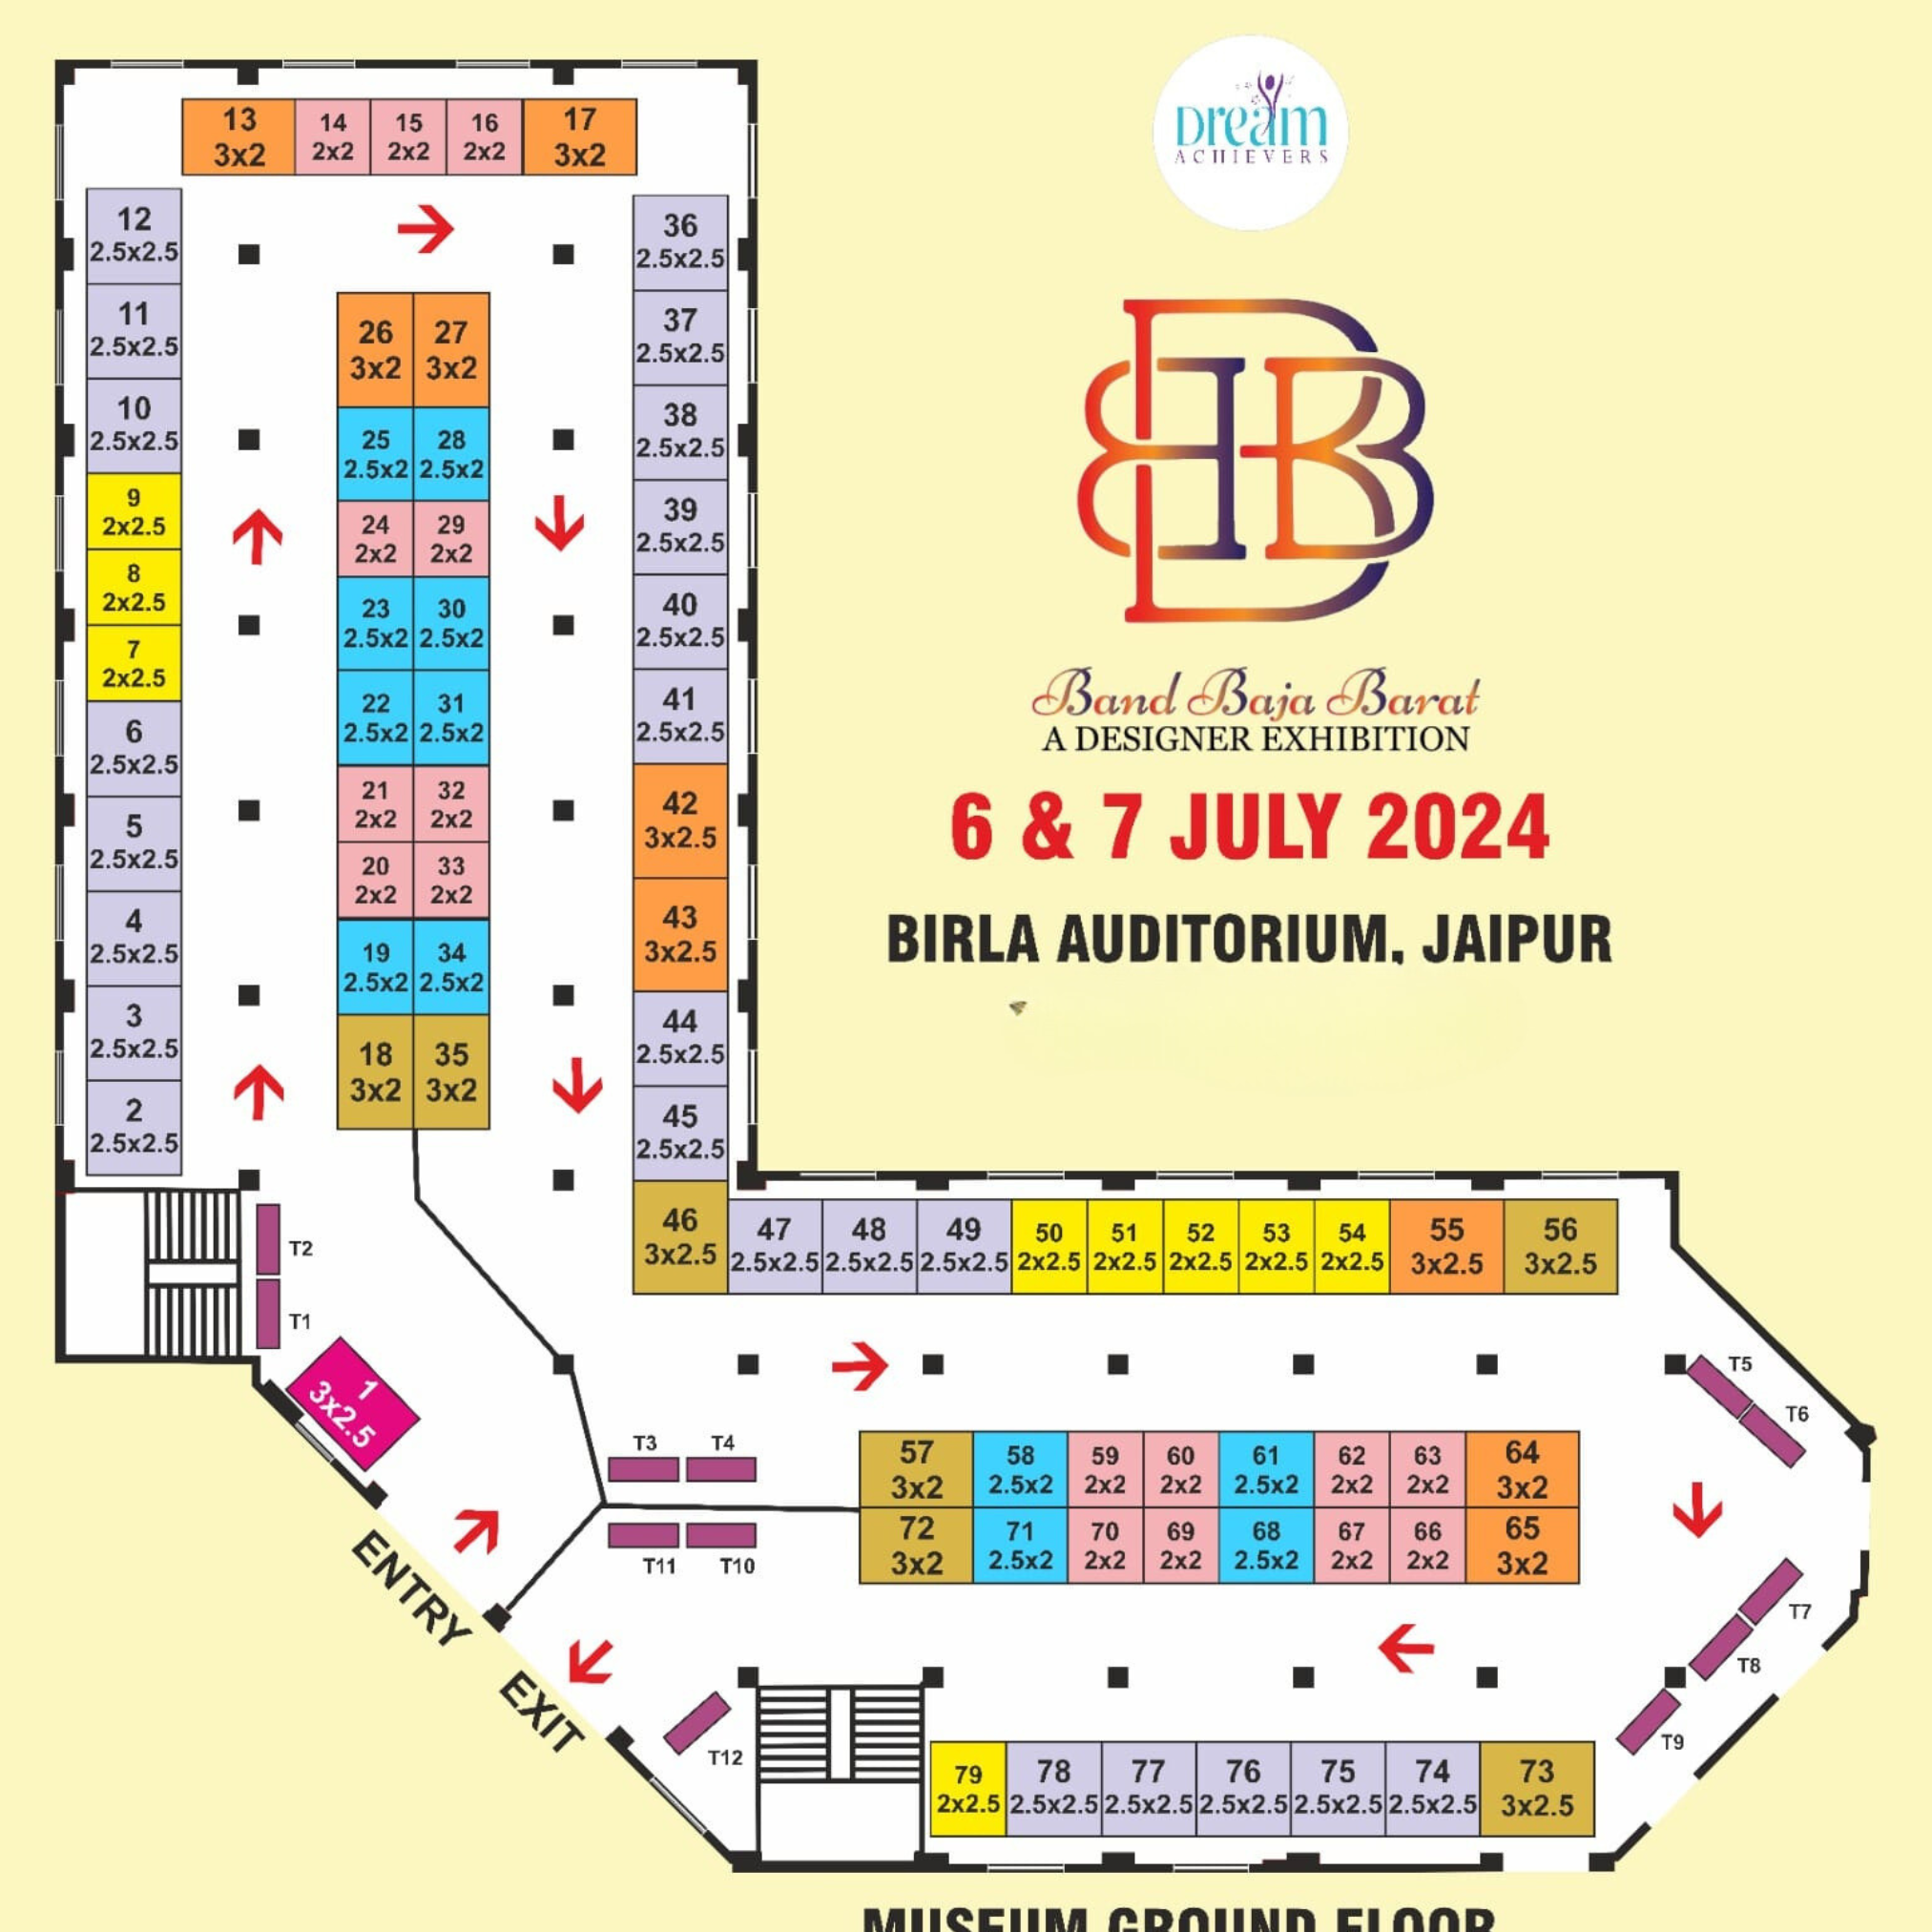 Dream
ACHIEVERS
BBB
Band Baja Barat
A DESIGNER EXHIBITION
6 & 7 JULY 2024
BIRLA AUDITORIUM, JAIPUR
13
3x2
14
2x2
15
2x2
16
2x2
17
3x2
12
2.5x2.5
11
2.5x2.5
10
2.5x2.5
9
2x2.5
8
2x2.5
7
2x2.5
6
2.5x2.5
5
2.5x2.5
4
2.5x2.5
3
2.5x2.5
2
2.5x2.5
26
3x2
27
3x2
25
2.5x2
28
2.5x2
24
2x2
29
2x2
23
2.5x2
30
2.5x2
22
2.5x2
31
2.5x2
21
2x2
32
2x2
20
2x2
33
2x2
19
2.5x2
34
2.5x2
18
3x2
35
3x2
36
2.5x2.5
37
2.5x2.5
38
2.5x2.5
39
2.5x2.5
40
2.5x2.5
41
2.5x2.5
42
3x2.5
43
3x2.5
44
2.5x2.5
45
2.5x2.5
46
3x2.5
47
2.5x2.5
48
2.5x2.5
49
2.5x2.5
50
2x2.5
51
2x2.5
52
2x2.5
53
2x2.5
54
2x2.5
55
3x2.5
56
3x2.5
T2
T1
1
3x2.5
T3
T4
T5
T6
57
3x2
58
2.5x2
59
2x2
60
2x2
61
2.5x2
62
2x2
63
2x2
64
3x2
72
3x2
71
2.5x2
70
2x2
69
2x2
68
2.5x2
67
2x2
66
2x2
65
3x2
T11
T10
T7
T8
T9
ENTRY
EXIT
T12
79
2x2.5
78
2.5x2.5
77
2.5x2.5
76
2.5x2.5
75
2.5x2.5
74
2.5x2.5
73
3x2.5
MUSEUM GROUND FLOOR